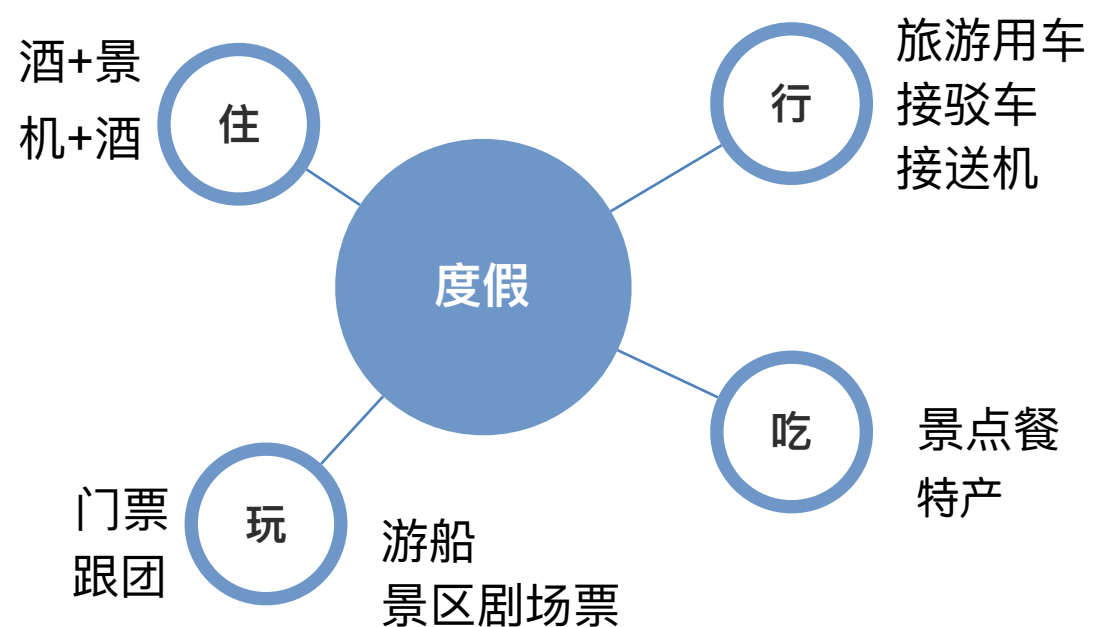 酒+景
机+酒
住
行
旅游用车
接驳车
接送机
度假
吃
景点餐
特产
门票
跟团
玩
游船
景区剧场票